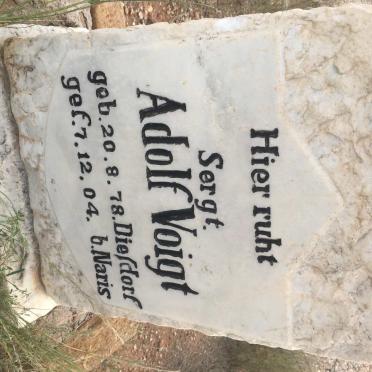 Hier ruht
Sergt.
Adolf Voigt
geb. 20. 8. 78. Dieſdorf
gef. 7. 12. 04. b. Naris